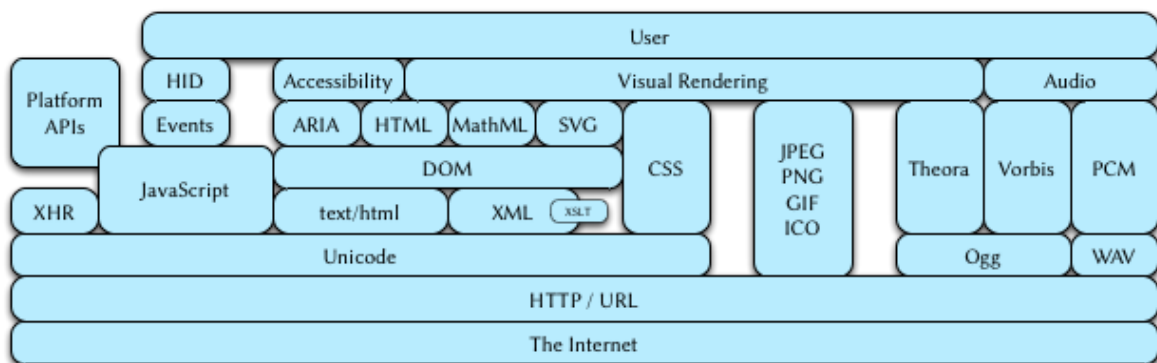 User
Platform
APIs
HID
Accessibility
Visual Rendering
Audio
Events
ARIA
HTML
MathML
SVG
CSS
JPEG
PNG
GIF
ICO
Theora
Vorbis
PCM
JavaScript
DOM
XHR
text/html
XML
XSLT
Unicode
Ogg
WAV
HTTP / URL
The Internet